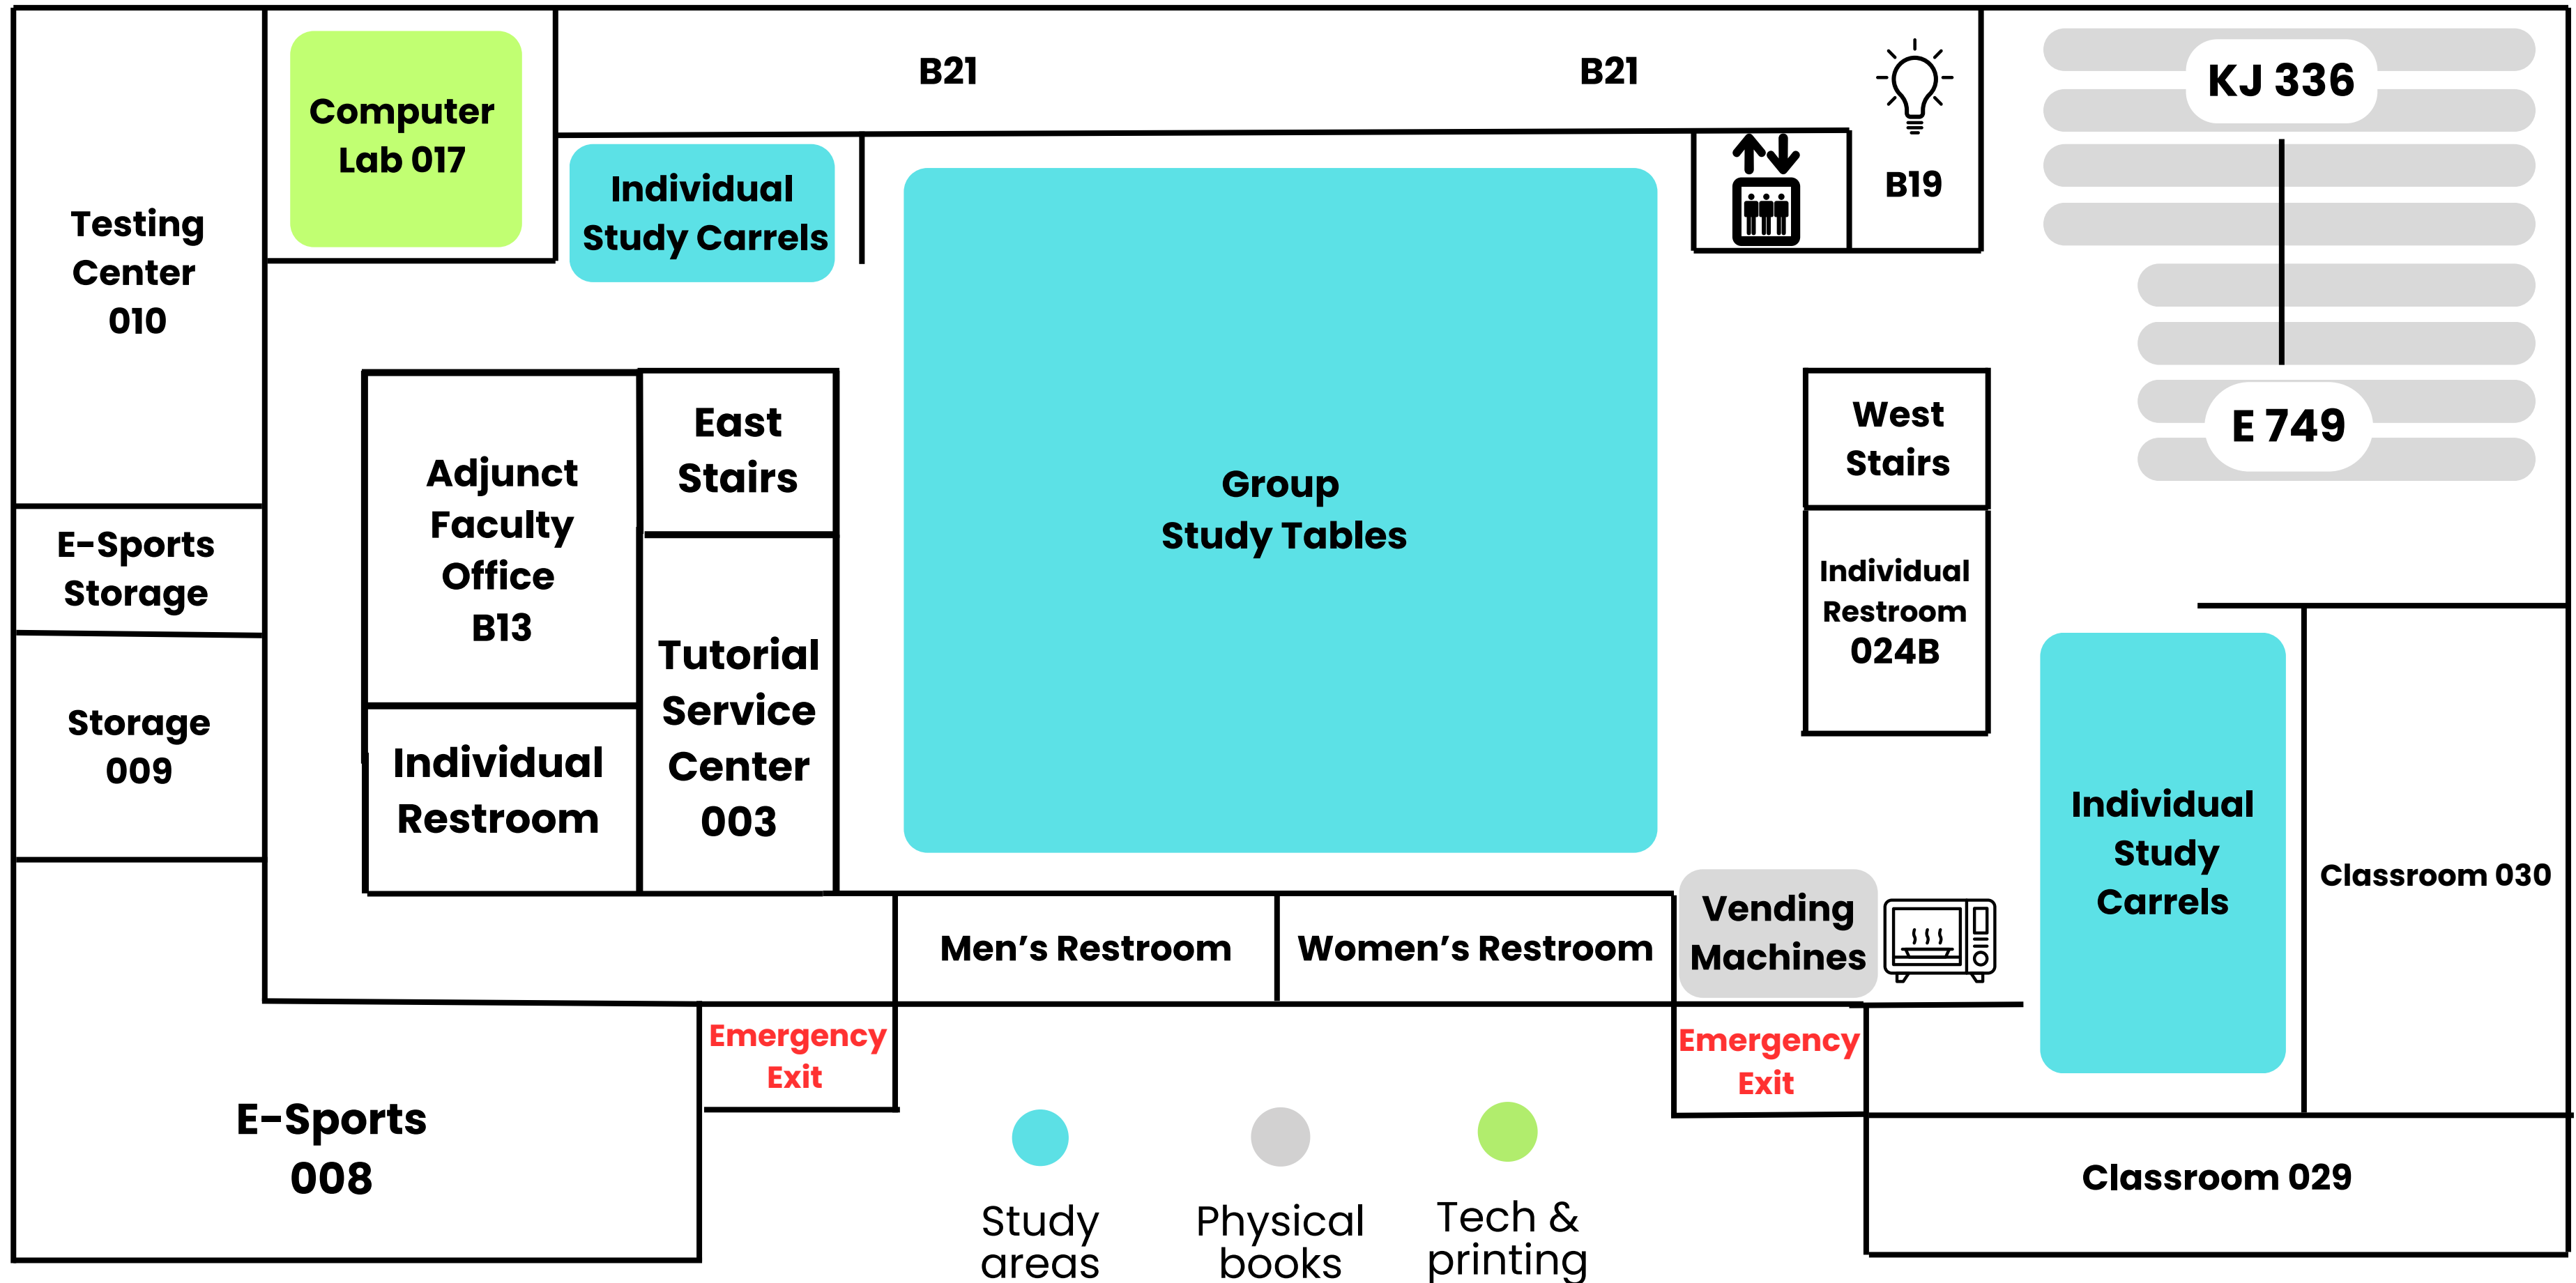 Computer
Lab 017
B21
B21
B19
KJ 336
Individual
Study Carrels
Testing
Center
010
East
Stairs
West
Stairs
E 749
Adjunct
Faculty
Office
B13
Group
Study Tables
E-Sports
Storage
Individual
Restroom
024B
Tutorial
Service
Center
003
Storage
009
Individual
Restroom
Individual
Study
Carrels
Classroom 030
Men’s Restroom
Women’s Restroom
Vending
Machines
Emergency
Exit
Emergency
Exit
E-Sports
008
Classroom 029
Study
areas
Physical
books
Tech &
printing